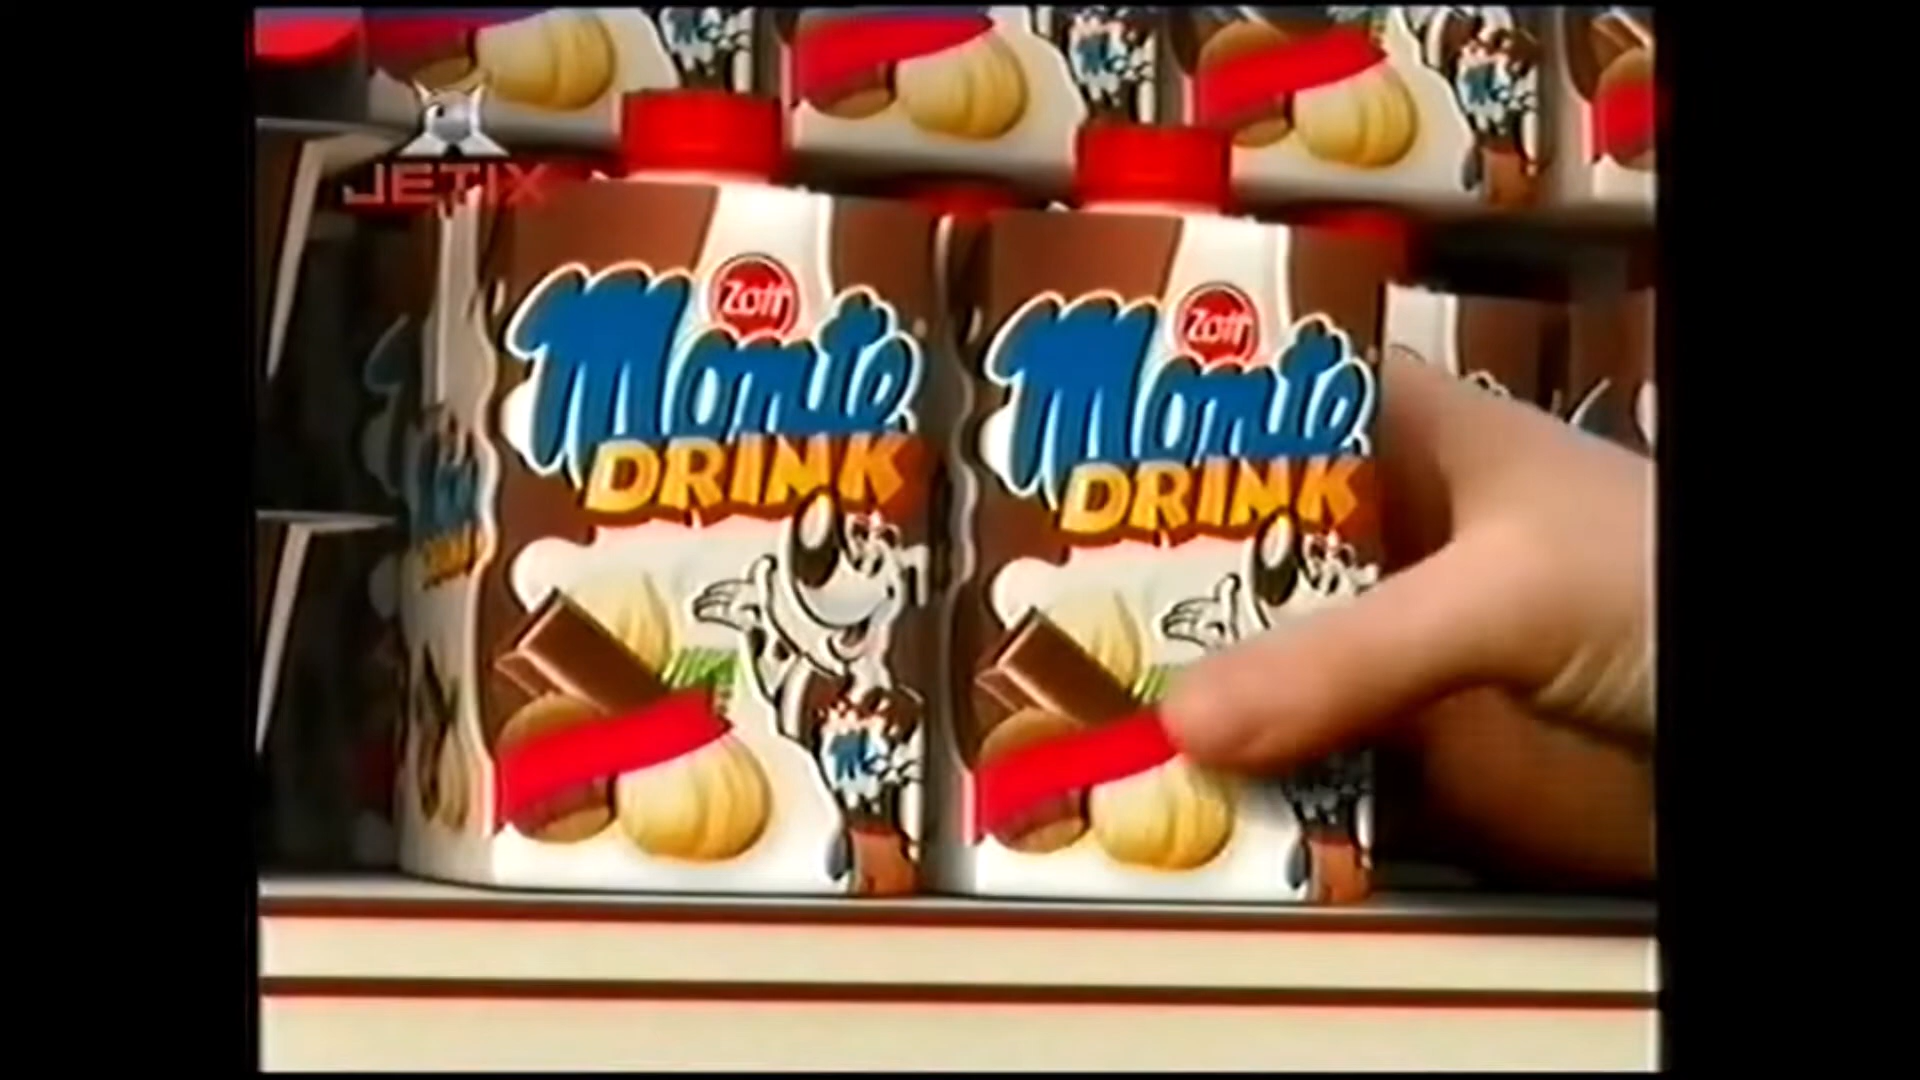 JETIX
Zott
Monte
DRINK
Zott
Monte
DRINK